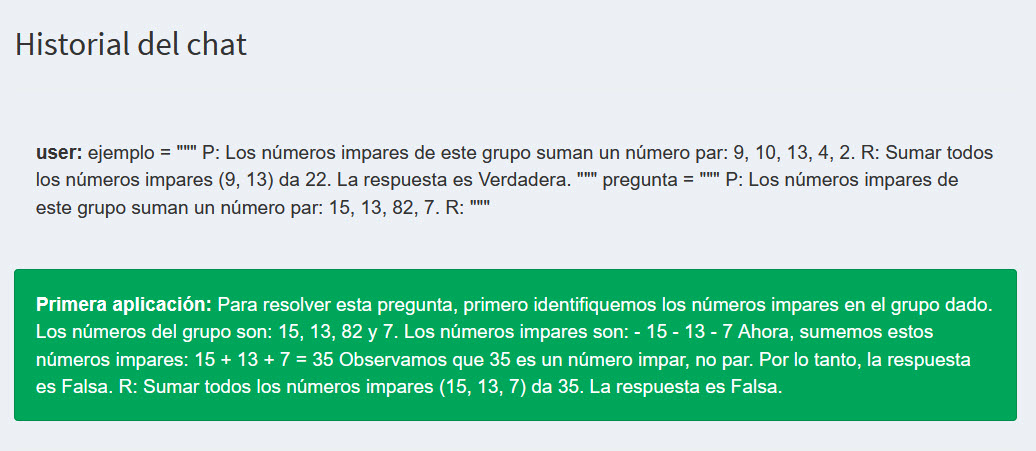 Historial del chat
user: ejemplo = """ P: Los números impares de este grupo suman un número par: 9, 10, 13, 4, 2. R: Sumar todos
los números impares (9, 13) da 22. La respuesta es Verdadera. """ pregunta = """ P: Los números impares de
este grupo suman un número par: 15, 13, 82, 7. R: """
Primera aplicación: Para resolver esta pregunta, primero identifiquemos los números impares en el grupo dado.
Los números del grupo son: 15, 13, 82 y 7. Los números impares son: - 15 - 13 - 7 Ahora, sumemos estos
números impares: 15 + 13 + 7 = 35 Observamos que 35 es un número impar, no par. Por lo tanto, la respuesta
es Falsa. R: Sumar todos los números impares (15, 13, 7) da 35. La respuesta es Falsa.